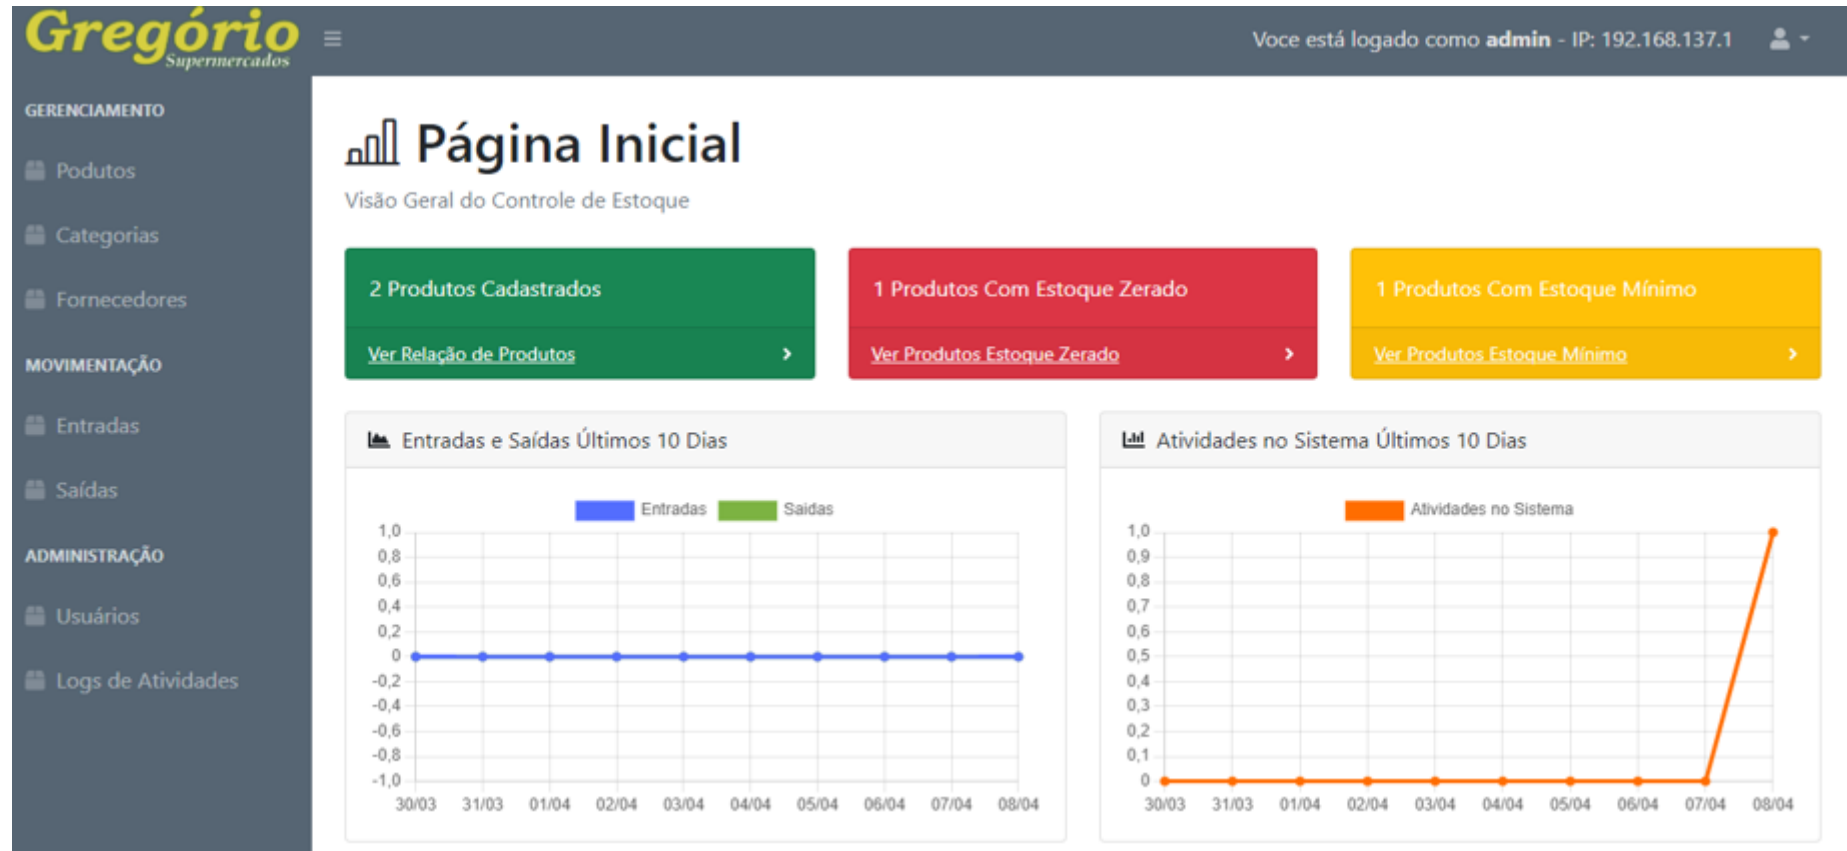 Gregório
Supermercados
Voce está logado como admin - IP: 192.168.137.1
GERENCIAMENTO
Podutos
Categorias
Fornecedores
MOVIMENTAÇÃO
Entradas
Saídas
ADMINISTRAÇÃO
Usuários
Logs de Atividades
Página Inicial
Visão Geral do Controle de Estoque
2 Produtos Cadastrados
Ver Relação de Produtos
1 Produtos Com Estoque Zerado
Ver Produtos Estoque Zerado
1 Produtos Com Estoque Mínimo
Ver Produtos Estoque Mínimo
Entradas e Saídas Últimos 10 Dias
Entradas Saidas
1,0
0,8
0,6
0,4
0,2
0
-0,2
-0,4
-0,6
-0,8
-1,0
30/03 31/03 01/04 02/04 03/04 04/04 05/04 06/04 07/04 08/04
Atividades no Sistema Últimos 10 Dias
Atividades no Sistema
1,0
0,9
0,8
0,7
0,6
0,5
0,4
0,3
0,2
0,1
0
30/03 31/03 01/04 02/04 03/04 04/04 05/04 06/04 07/04 08/04